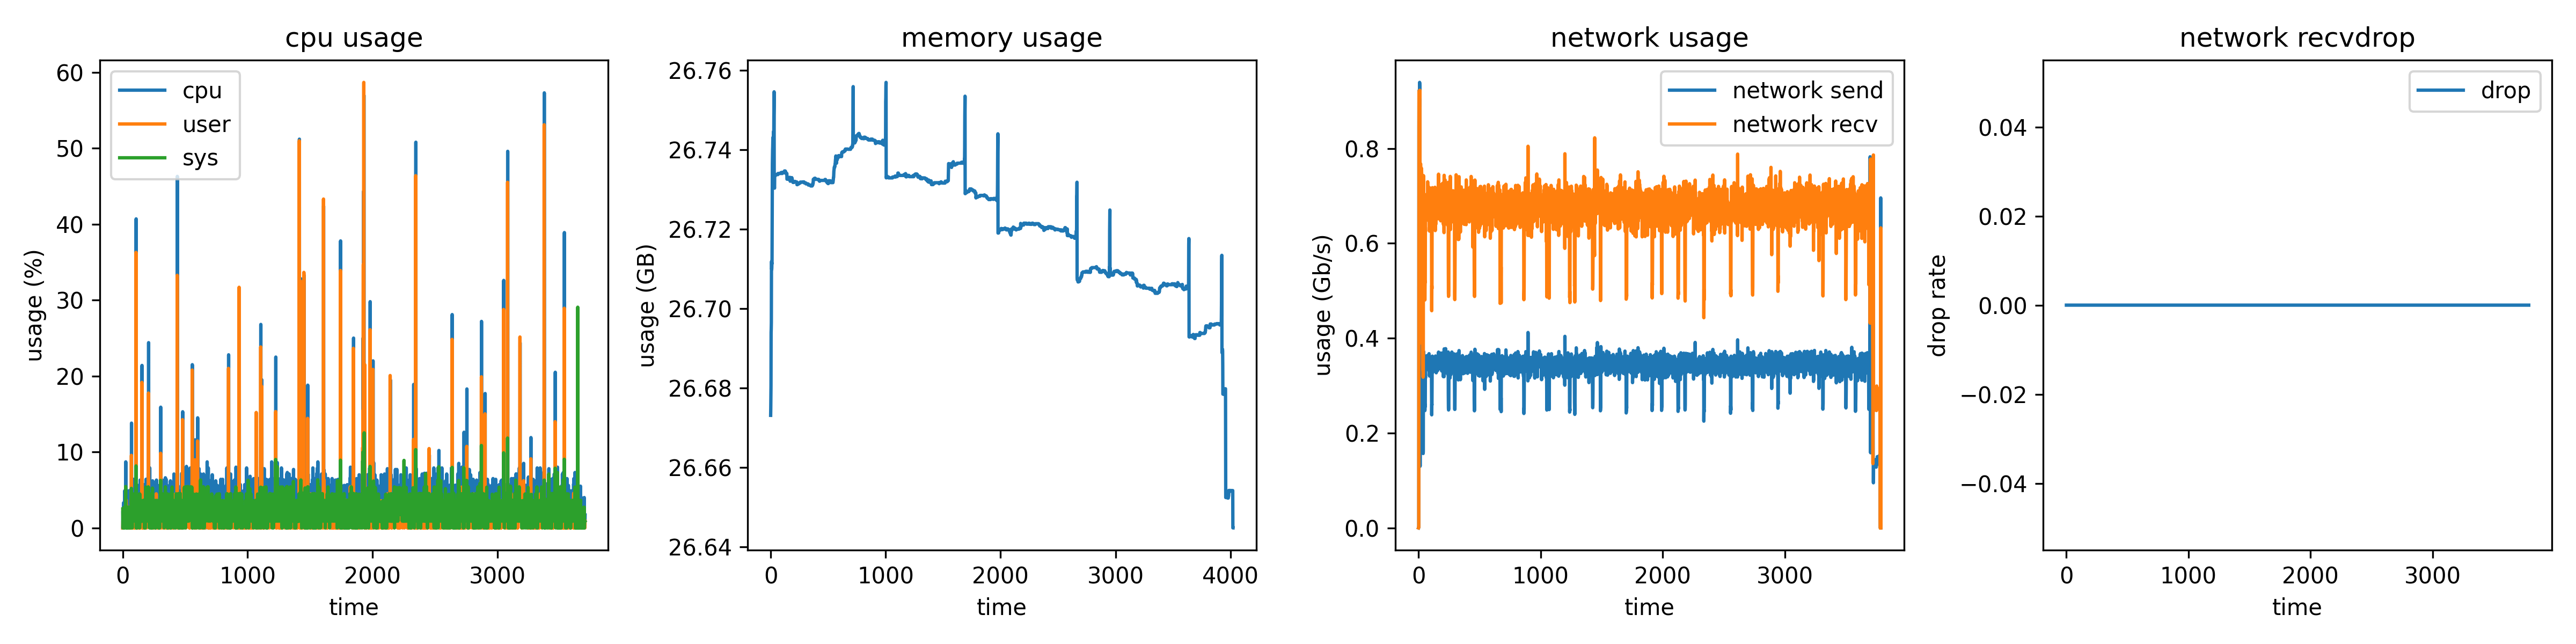 cpu usage
usage (%)
60
50
40
30
20
10
0
cpu
user
sys
0 1000 2000 3000
time
memory usage
usage (GB)
26.76
26.74
26.72
26.70
26.68
26.66
26.64
0 1000 2000 3000 4000
time
network usage
usage (Gb/s)
0.8
0.6
0.4
0.2
0.0
network send
network recv
0 1000 2000 3000
time
network recvdrop
drop rate
0.04
0.02
0.00
−0.02
−0.04
drop
0 1000 2000 3000
time